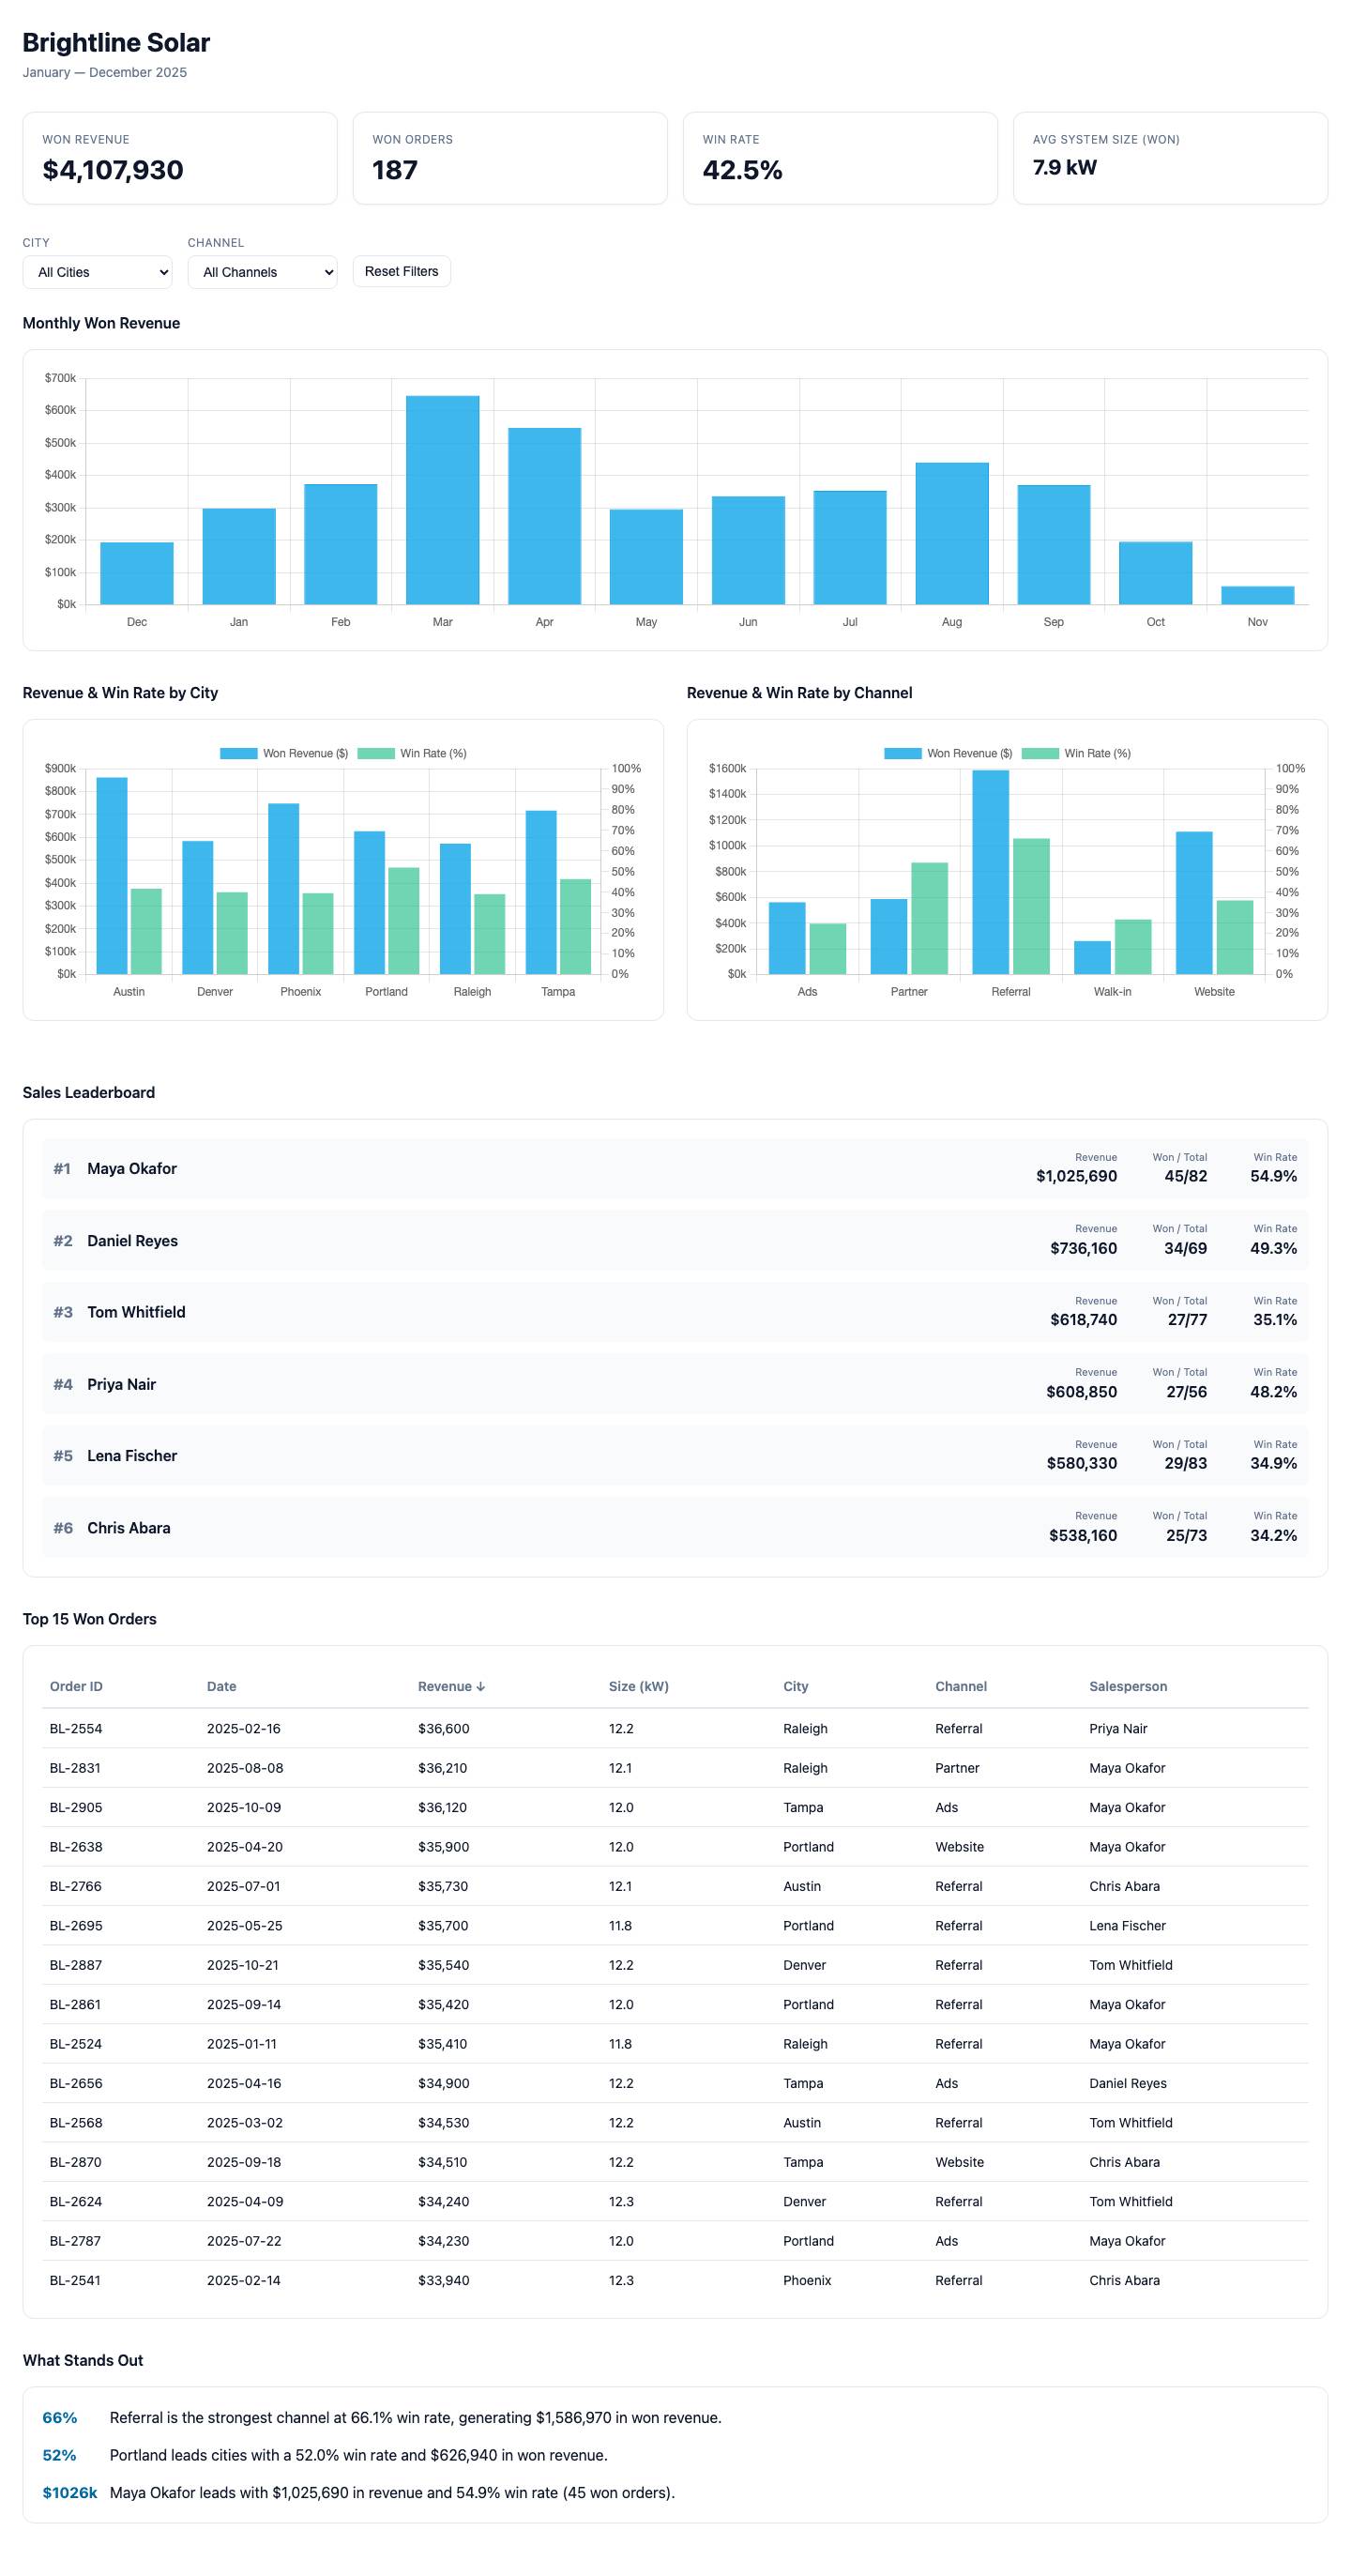 Brightline Solar
January — December 2025
WON REVENUE
$4,107,930
WON ORDERS
187
WIN RATE
42.5%
AVG SYSTEM SIZE (WON)
7.9 kW
CITY
All Cities
CHANNEL
All Channels
Reset Filters
Monthly Won Revenue
$700k
$600k
$500k
$400k
$300k
$200k
$100k
$0k
Dec Jan Feb Mar Apr May Jun Jul Aug Sep Oct Nov
Revenue & Win Rate by City
Won Revenue ($) Win Rate (%)
$900k
$800k
$700k
$600k
$500k
$400k
$300k
$200k
$100k
$0k
100%
90%
80%
70%
60%
50%
40%
30%
20%
10%
0%
Austin Denver Phoenix Portland Raleigh Tampa
Revenue & Win Rate by Channel
Won Revenue ($) Win Rate (%)
$1600k
$1400k
$1200k
$1000k
$800k
$600k
$400k
$200k
$0k
100%
90%
80%
70%
60%
50%
40%
30%
20%
10%
0%
Ads Partner Referral Walk-in Website
Sales Leaderboard
#1 Maya Okafor
Revenue Won / Total Win Rate
$1,025,690 45/82 54.9%
#2 Daniel Reyes
Revenue Won / Total Win Rate
$736,160 34/69 49.3%
#3 Tom Whitfield
Revenue Won / Total Win Rate
$618,740 27/77 35.1%
#4 Priya Nair
Revenue Won / Total Win Rate
$608,850 27/56 48.2%
#5 Lena Fischer
Revenue Won / Total Win Rate
$580,330 29/83 34.9%
#6 Chris Abara
Revenue Won / Total Win Rate
$538,160 25/73 34.2%
Top 15 Won Orders
Order ID Date Revenue ↓ Size (kW) City Channel Salesperson
BL-2554 2025-02-16 $36,600 12.2 Raleigh Referral Priya Nair
BL-2831 2025-08-08 $36,210 12.1 Raleigh Partner Maya Okafor
BL-2905 2025-10-09 $36,120 12.0 Tampa Ads Maya Okafor
BL-2638 2025-04-20 $35,900 12.0 Portland Website Maya Okafor
BL-2766 2025-07-01 $35,730 12.1 Austin Referral Chris Abara
BL-2695 2025-05-25 $35,700 11.8 Portland Referral Lena Fischer
BL-2887 2025-10-21 $35,540 12.2 Denver Referral Tom Whitfield
BL-2861 2025-09-14 $35,420 12.0 Portland Referral Maya Okafor
BL-2524 2025-01-11 $35,410 11.8 Raleigh Referral Maya Okafor
BL-2656 2025-04-16 $34,900 12.2 Tampa Ads Daniel Reyes
BL-2568 2025-03-02 $34,530 12.2 Austin Referral Tom Whitfield
BL-2870 2025-09-18 $34,510 12.2 Tampa Website Chris Abara
BL-2624 2025-04-09 $34,240 12.3 Denver Referral Tom Whitfield
BL-2787 2025-07-22 $34,230 12.0 Portland Ads Maya Okafor
BL-2541 2025-02-14 $33,940 12.3 Phoenix Referral Chris Abara
What Stands Out
66% Referral is the strongest channel at 66.1% win rate, generating $1,586,970 in won revenue.
52% Portland leads cities with a 52.0% win rate and $626,940 in won revenue.
$1026k Maya Okafor leads with $1,025,690 in revenue and 54.9% win rate (45 won orders).